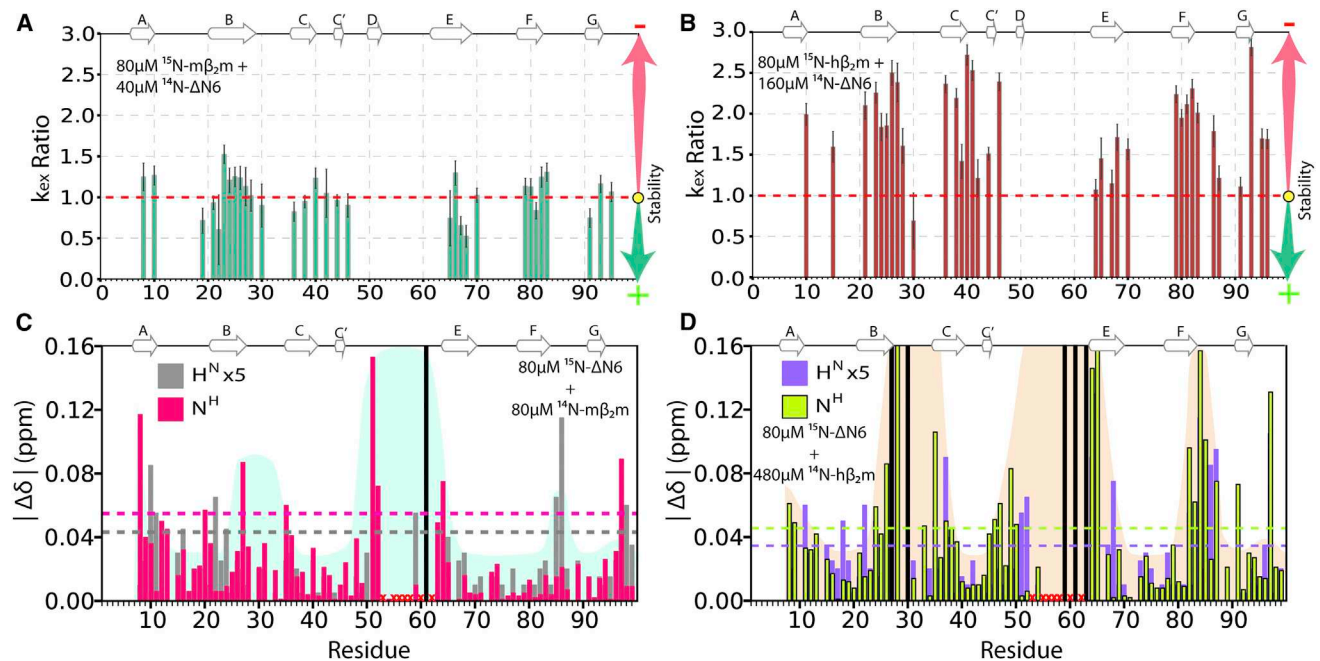 A
A B C C' D E F G
3.0
2.5
2.0
1.5
1.0
0.5
0.0
kex Ratio
80µM ¹⁵N-mβ₂m +
40µM ¹⁴N-ΔN6
0 10 20 30 40 50 60 70 80 90 100
−
Stability
+
B
A B C C' D E F G
3.0
2.5
2.0
1.5
1.0
0.5
0.0
kex Ratio
80µM ¹⁵N-hβ₂m +
160µM ¹⁴N-ΔN6
0 10 20 30 40 50 60 70 80 90 100
−
Stability
+
C
A B C C' E F G
0.16
0.12
0.08
0.04
0.00
|Δδ| (ppm)
Hᴺ x5
Nᴴ
80µM ¹⁵N-ΔN6
+
80µM ¹⁴N-mβ₂m
10 20 30 40 50 60 70 80 90
Residue
D
A B C C' E F G
0.16
0.12
0.08
0.04
0.00
|Δδ| (ppm)
Hᴺ x5
Nᴴ
80µM ¹⁵N-ΔN6
+
480µM ¹⁴N-hβ₂m
10 20 30 40 50 60 70 80 90
Residue